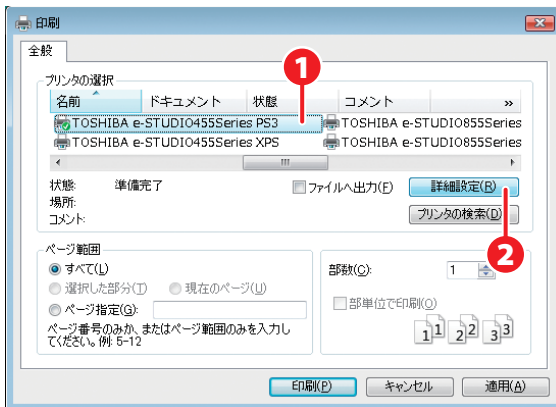 印刷
全般
プリンタの選択
名前 ドキュメント 状態 コメント »
1
TOSHIBA e-STUDIO455Series PS3 TOSHIBA e-STUDIO855Series
TOSHIBA e-STUDIO455Series XPS TOSHIBA e-STUDIO855Series
状態: 準備完了 ファイルへ出力(F) 詳細設定(R)
場所:
コメント: プリンタの検索(D)
2
ページ範囲
すべて(L) 部数(C): 1
選択した部分(T) 現在のページ(U)
ページ指定(G): 部単位で印刷(O)
ページ番号のみか、またはページ範囲のみを入力し
てください。例: 5-12
1 1 2 2 3 3
印刷(P) キャンセル 適用(A)